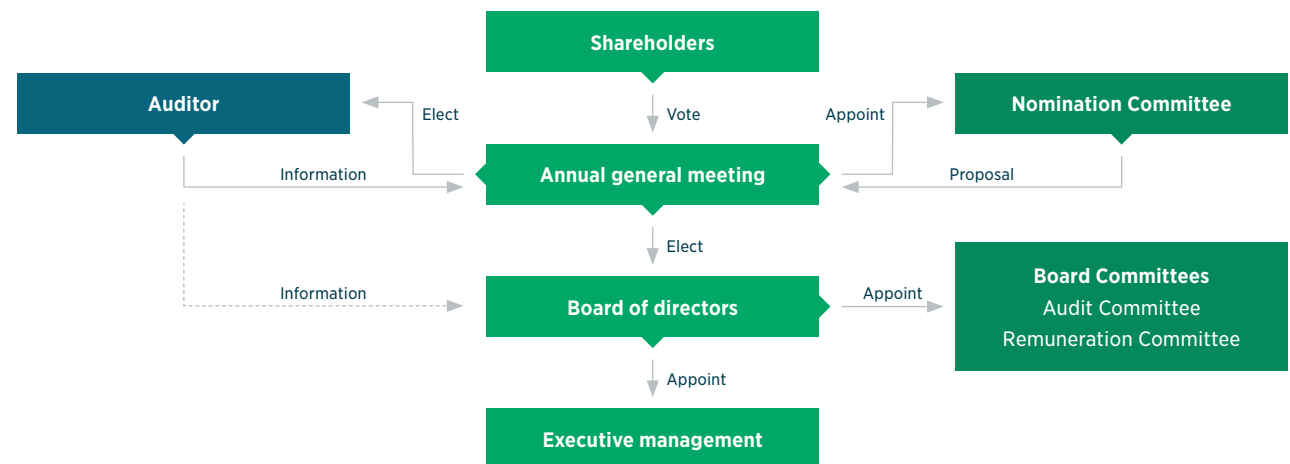 Shareholders
Auditor
Nomination Committee
Elect
Vote
Appoint
Information
Annual general meeting
Proposal
Elect
Information
Board of directors
Appoint
Board Committees
Audit Committee
Remuneration Committee
Appoint
Executive management